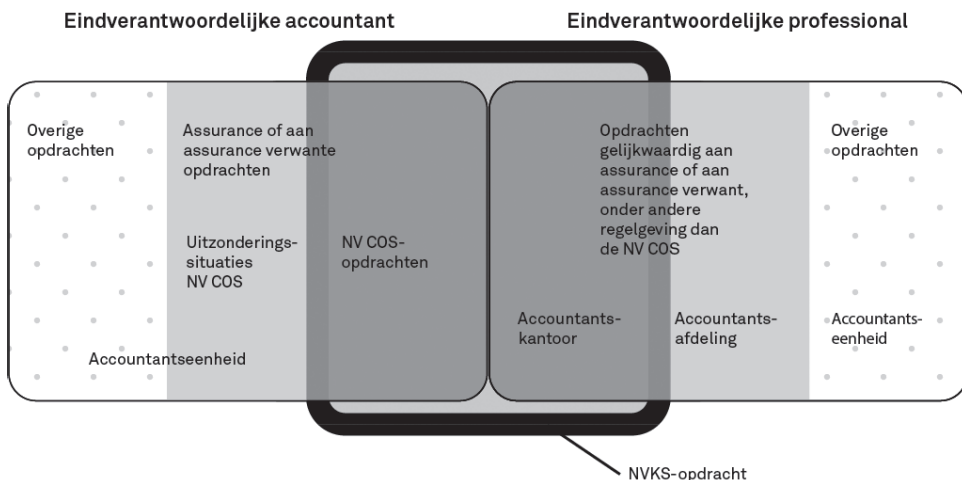 Eindverantwoordelijke accountant
Eindverantwoordelijke professional
Overige
opdrachten
Assurance of aan
assurance verwante
opdrachten
Uitzonderings-
situaties
NV COS
NV COS-
opdrachten
Accountantseenheid
Opdrachten
gelijkwaardig aan
assurance of aan
assurance verwant,
onder andere
regelgeving dan
de NV COS
Accountants-
kantoor
Accountants-
afdeling
Overige
opdrachten
Accountants-
eenheid
NVKS-opdracht